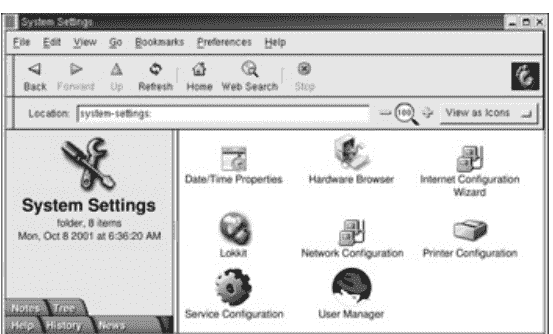 System Settings
File Edit View Go Bookmarks Preferences Help
Back Forward Up Refresh Home Web Search Stop
Location: system-settings: 100 View as Icons
Date/Time Properties Hardware Browser Internet Configuration
Wizard
System Settings
folder, 8 items
Mon, Oct 8 2001 at 6:36:20 AM
Lokkit Network Configuration Printer Configuration
Service Configuration User Manager
Notes Tree
Help History News